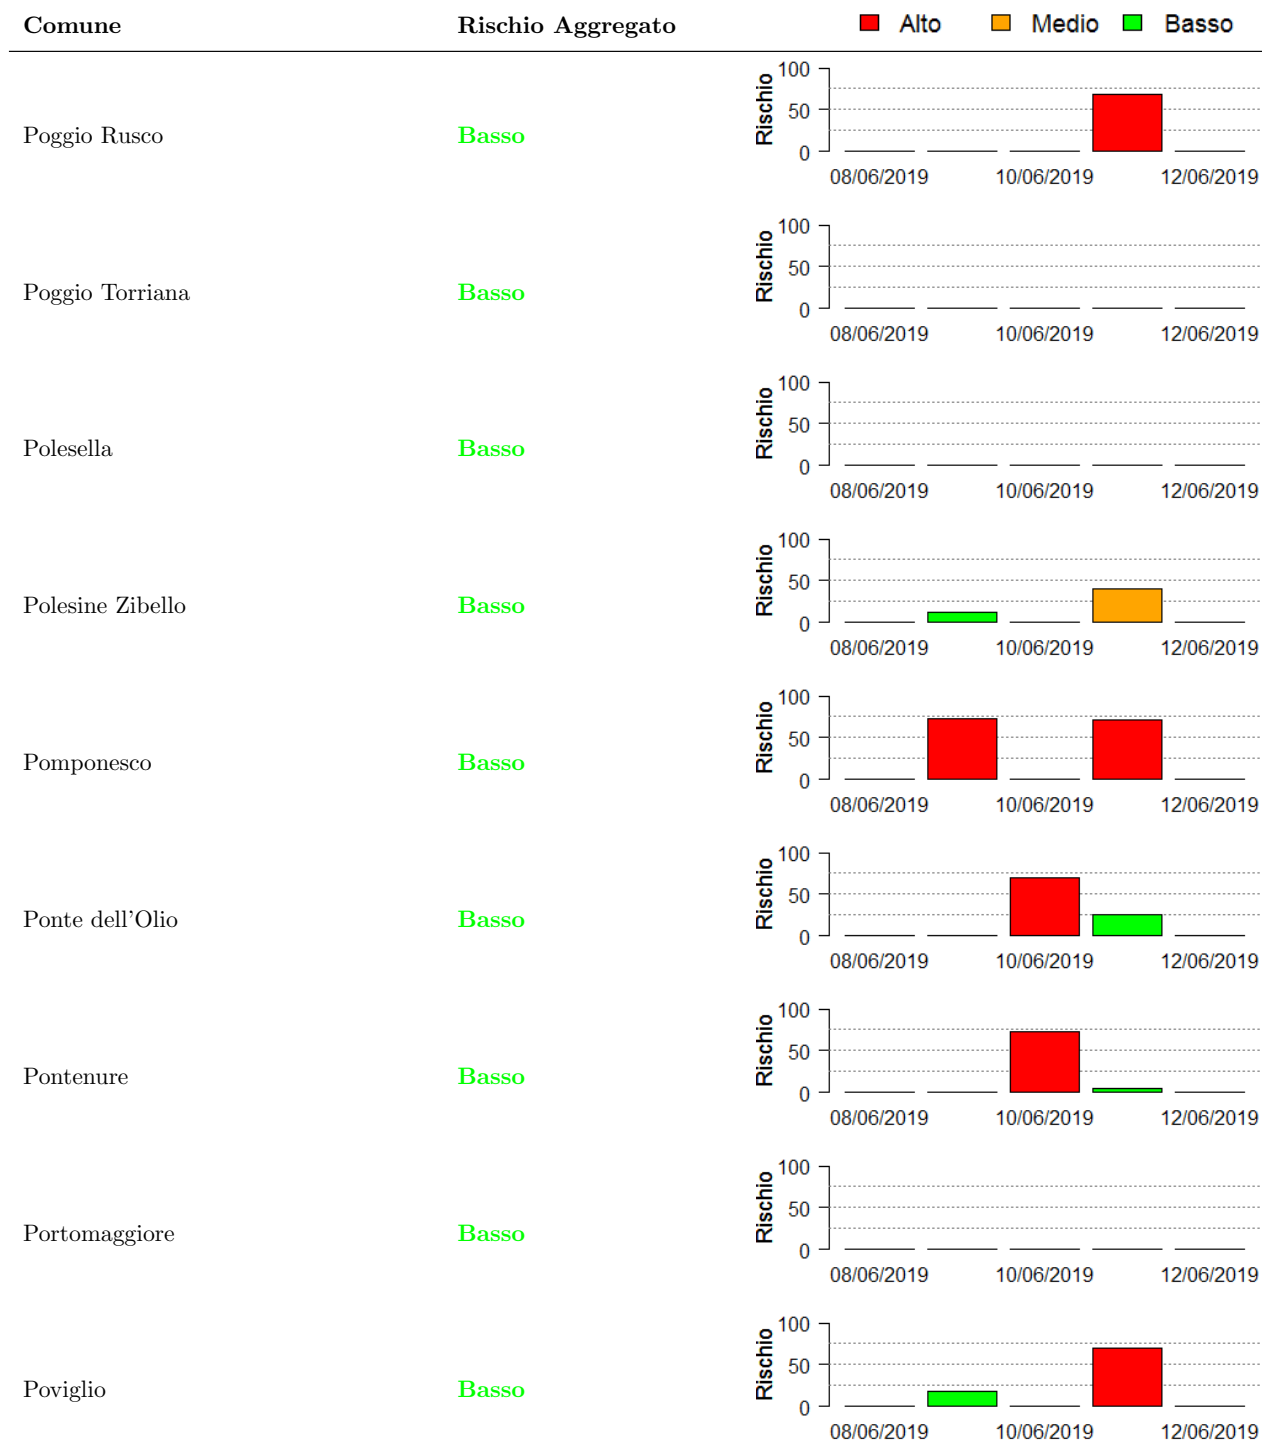 Comune Rischio Aggregato Alto Medio Basso
Poggio Rusco Basso
Rischio
100
50
0
08/06/2019 10/06/2019 12/06/2019
Poggio Torriana Basso
Rischio
100
50
0
08/06/2019 10/06/2019 12/06/2019
Polesella Basso
Rischio
100
50
0
08/06/2019 10/06/2019 12/06/2019
Polesine Zibello Basso
Rischio
100
50
0
08/06/2019 10/06/2019 12/06/2019
Pomponesco Basso
Rischio
100
50
0
08/06/2019 10/06/2019 12/06/2019
Ponte dell'Olio Basso
Rischio
100
50
0
08/06/2019 10/06/2019 12/06/2019
Pontenure Basso
Rischio
100
50
0
08/06/2019 10/06/2019 12/06/2019
Portomaggiore Basso
Rischio
100
50
0
08/06/2019 10/06/2019 12/06/2019
Poviglio Basso
Rischio
100
50
0
08/06/2019 10/06/2019 12/06/2019